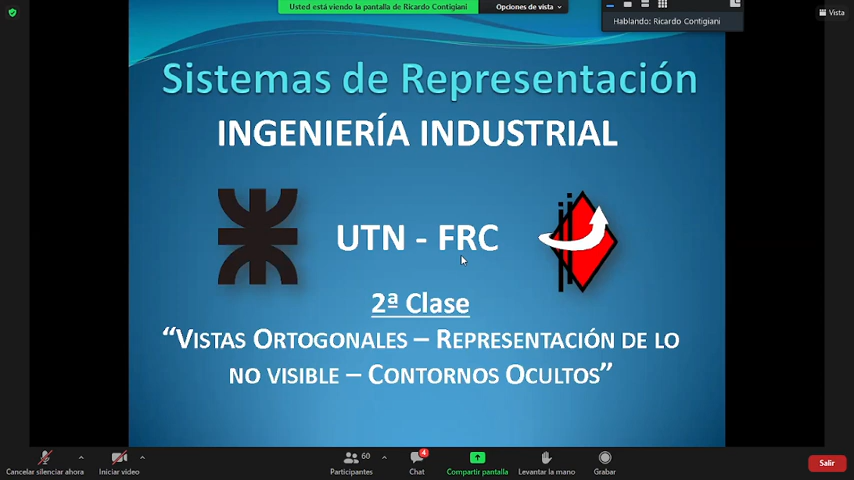 Usted está viendo la pantalla de Ricardo Contigiani
Opciones de vista
Hablando: Ricardo Contigiani
Vista
Sistemas de Representación
INGENIERÍA INDUSTRIAL
UTN - FRC
2ª Clase
“VISTAS ORTOGONALES – REPRESENTACIÓN DE LO
NO VISIBLE – CONTORNOS OCULTOS”
Cancelar silenciar ahora
Iniciar video
60
Participantes
4
Chat
Compartir pantalla
Levantar la mano
Grabar
Salir